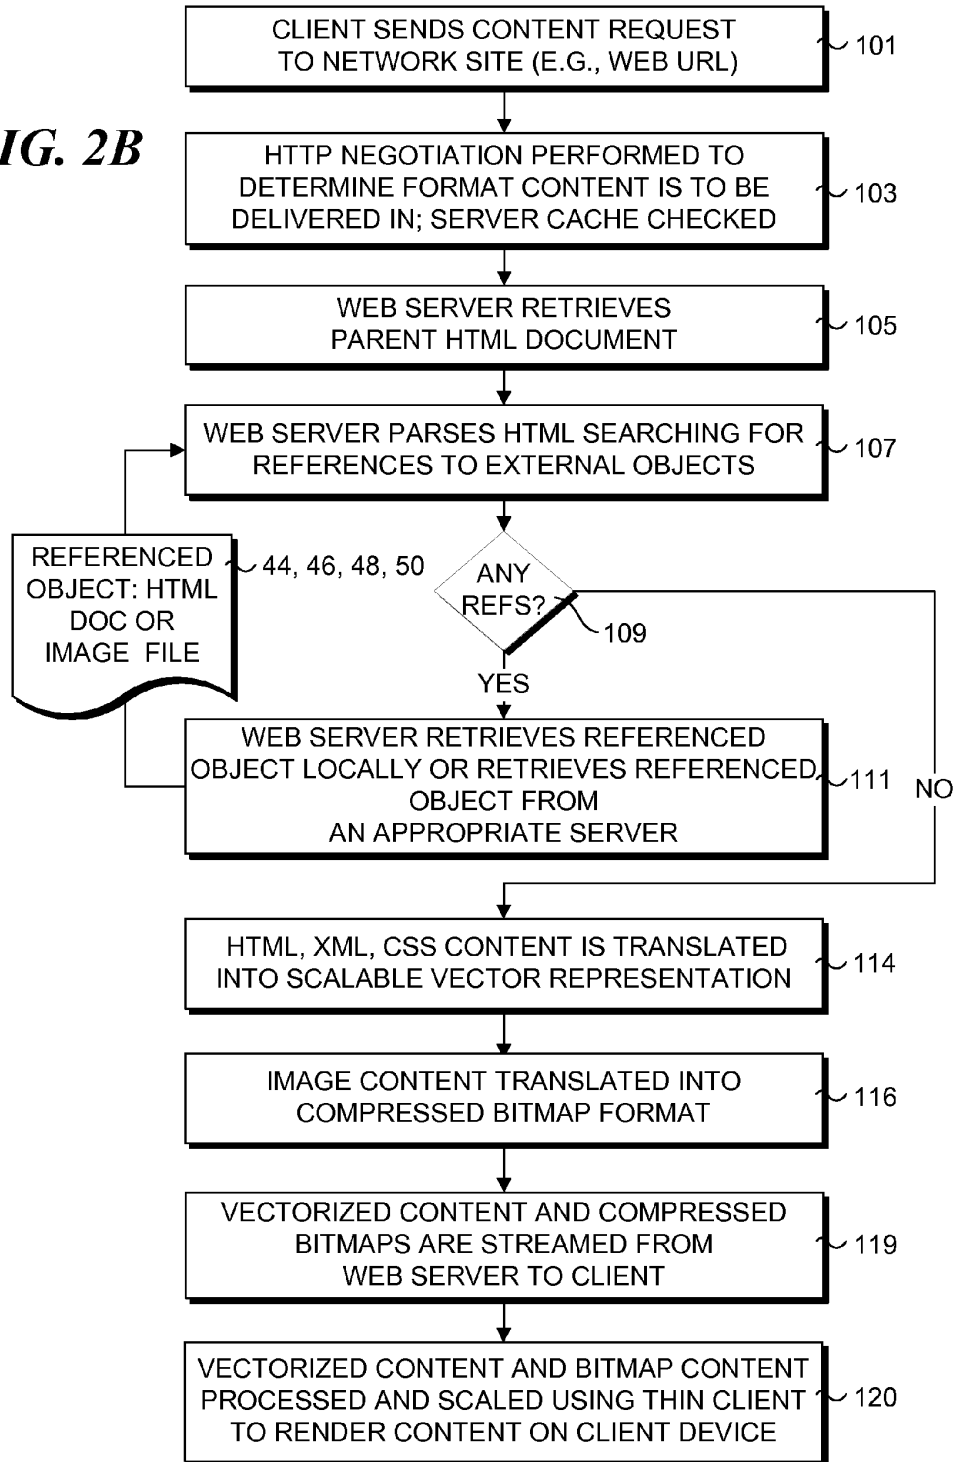 CLIENT SENDS CONTENT REQUEST
TO NETWORK SITE (E.G., WEB URL)
101
IG. 2B
HTTP NEGOTIATION PERFORMED TO
DETERMINE FORMAT CONTENT IS TO BE
DELIVERED IN; SERVER CACHE CHECKED
103
WEB SERVER RETRIEVES
PARENT HTML DOCUMENT
105
WEB SERVER PARSES HTML SEARCHING FOR
REFERENCES TO EXTERNAL OBJECTS
107
REFERENCED
OBJECT: HTML
DOC OR
IMAGE FILE
44, 46, 48, 50
ANY
REFS?
109
YES
WEB SERVER RETRIEVES REFERENCED
OBJECT LOCALLY OR RETRIEVES REFERENCED
OBJECT FROM
AN APPROPRIATE SERVER
111
NO
HTML, XML, CSS CONTENT IS TRANSLATED
INTO SCALABLE VECTOR REPRESENTATION
114
IMAGE CONTENT TRANSLATED INTO
COMPRESSED BITMAP FORMAT
116
VECTORIZED CONTENT AND COMPRESSED
BITMAPS ARE STREAMED FROM
WEB SERVER TO CLIENT
119
VECTORIZED CONTENT AND BITMAP CONTENT
PROCESSED AND SCALED USING THIN CLIENT
TO RENDER CONTENT ON CLIENT DEVICE
120